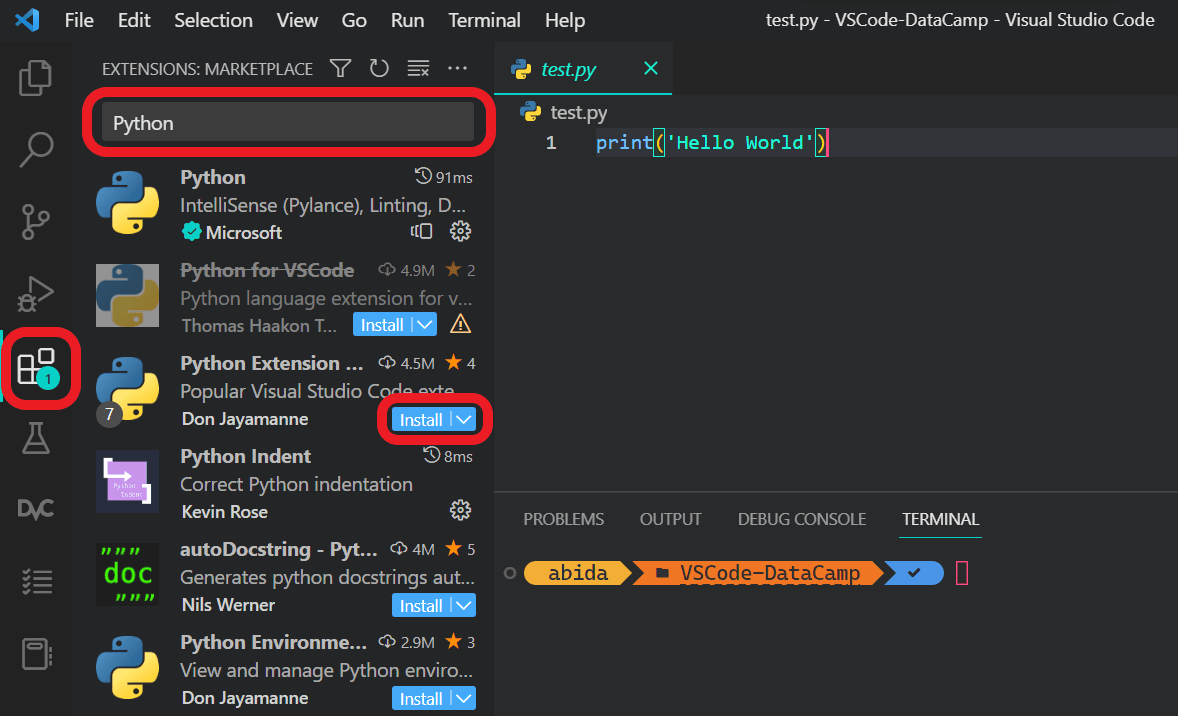 File Edit Selection View Go Run Terminal Help
test.py - VSCode-DataCamp - Visual Studio Code
EXTENSIONS: MARKETPLACE
Python
Python 91ms
IntelliSense (Pylance), Linting, D...
Microsoft
Python for VSCode 4.9M 2
Python language extension for v...
Thomas Haakon T... Install
Python Extension ... 4.5M 4
Popular Visual Studio Code exte...
7
Don Jayamanne Install
Python Indent 8ms
Correct Python indentation
Python Indent
Kevin Rose
autoDocstring - Pyt... 4M 5
"""
doc
"""
Generates python docstrings aut...
Nils Werner Install
Python Environme... 2.9M 3
View and manage Python enviro...
Don Jayamanne Install
1
DVC
test.py
test.py
1 print('Hello World')
PROBLEMS OUTPUT DEBUG CONSOLE TERMINAL
abida VSCode-DataCamp